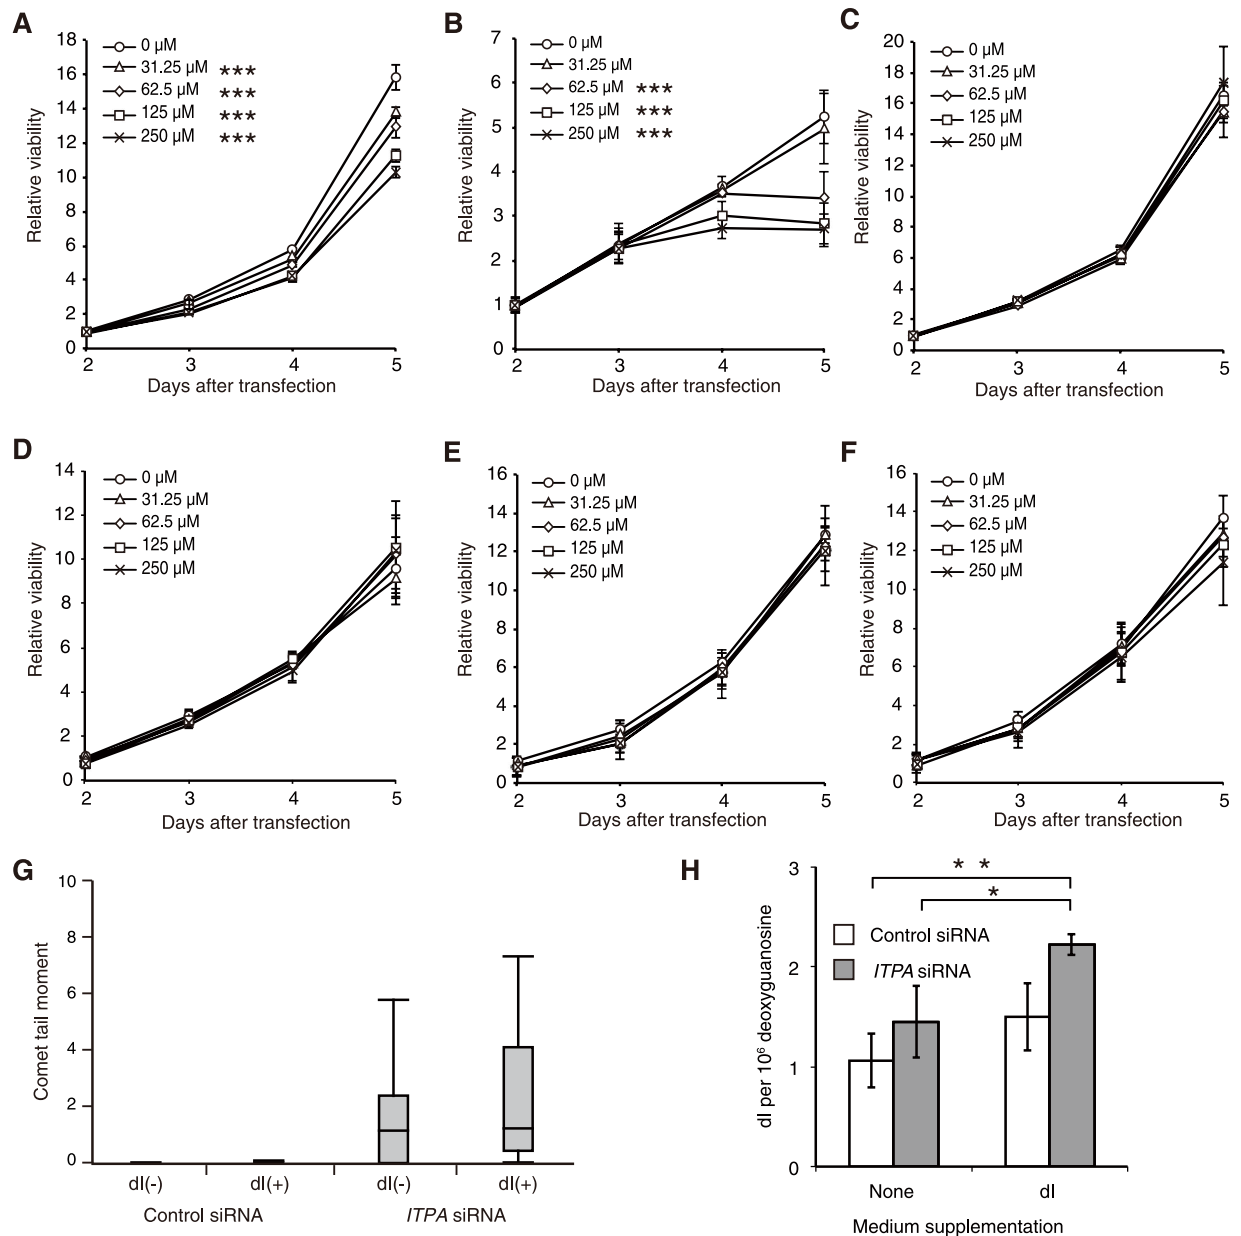 A
18
16
14
12
10
8
6
4
2
0
Relative viability
0 µM
31.25 µM ***
62.5 µM ***
125 µM ***
250 µM ***
2 3 4 5
Days after transfection
B
7
6
5
4
3
2
1
0
Relative viability
0 µM
31.25 µM
62.5 µM ***
125 µM ***
250 µM ***
2 3 4 5
Days after transfection
C
20
18
16
14
12
10
8
6
4
2
0
Relative viability
0 µM
31.25 µM
62.5 µM
125 µM
250 µM
2 3 4 5
Days after transfection
D
14
12
10
8
6
4
2
0
Relative viability
0 µM
31.25 µM
62.5 µM
125 µM
250 µM
2 3 4 5
Days after transfection
E
16
14
12
10
8
6
4
2
0
Relative viability
0 µM
31.25 µM
62.5 µM
125 µM
250 µM
2 3 4 5
Days after transfection
F
16
14
12
10
8
6
4
2
0
Relative viability
0 µM
31.25 µM
62.5 µM
125 µM
250 µM
2 3 4 5
Days after transfection
G
10
8
6
4
2
0
Comet tail moment
dI(-) dI(+) dI(-) dI(+)
Control siRNA ITPA siRNA
H
3
2
1
0
dI per 10⁶ deoxyguanosine
* *
*
Control siRNA
ITPA siRNA
None dI
Medium supplementation